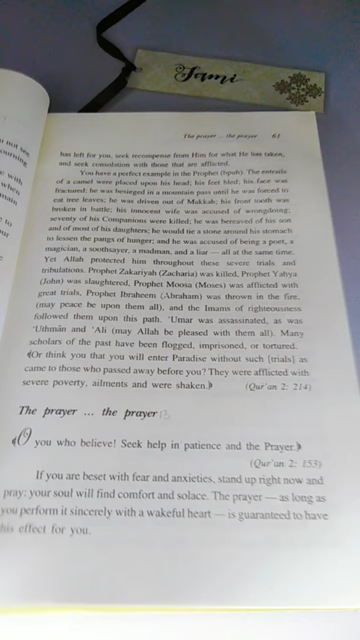 Sami
The prayer ... the prayer 61
has left for you, seek recompense from Him for what He has taken,
and seek consolation with those that are afflicted.
You have a perfect example in the Prophet (bpuh). The entrails
of a camel were placed upon his head; his feet bled; his face was
fractured; he was besieged in a mountain pass until he was forced to
eat tree leaves; he was driven out of Makkah; his front tooth was
broken in battle; his innocent wife was accused of wrongdoing;
seventy of his Companions were killed; he was bereaved of his son
and of most of his daughters; he would tie a stone around his stomach
to lessen the pangs of hunger; and he was accused of being a poet, a
magician, a soothsayer, a madman, and a liar — all at the same time.
Yet Allah protected him throughout these severe trials and
tribulations. Prophet Zakariyah (Zacharia) was killed, Prophet Yahya
(John) was slaughtered, Prophet Moosa (Moses) was afflicted with
great trials, Prophet Ibraheem (Abraham) was thrown in the fire,
(may peace be upon them all), and the Imams of righteousness
followed them upon this path. 'Umar was assassinated, as was
'Uthmân and 'Ali (may Allah be pleased with them all). Many
scholars of the past have been flogged, imprisoned, or tortured.
﴾Or think you that you will enter Paradise without such [trials] as
came to those who passed away before you? They were afflicted with
severe poverty, ailments and were shaken.﴿ (Qur'an 2: 214)
The prayer ... the prayer
﴾O you who believe! Seek help in patience and the Prayer.﴿
(Qur'an 2: 153)
If you are beset with fear and anxieties, stand up right now and
pray: your soul will find comfort and solace. The prayer — as long as
you perform it sincerely with a wakeful heart — is guaranteed to have
his effect for you.